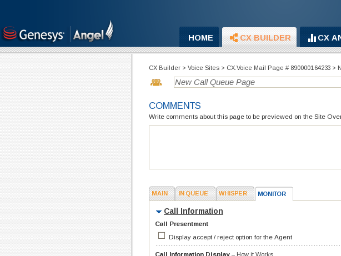 Genesys Angel
HOME CX BUILDER CX AN
CX Builder > Voice Sites > CX Voice Mail Page # 890000164233 > N
New Call Queue Page
COMMENTS
Write comments about this page to be previewed on the Site Over
MAIN IN QUEUE WHISPER MONITOR
Call Information
Call Presentment
Display accept / reject option for the Agent
Call Information Display – How it Works